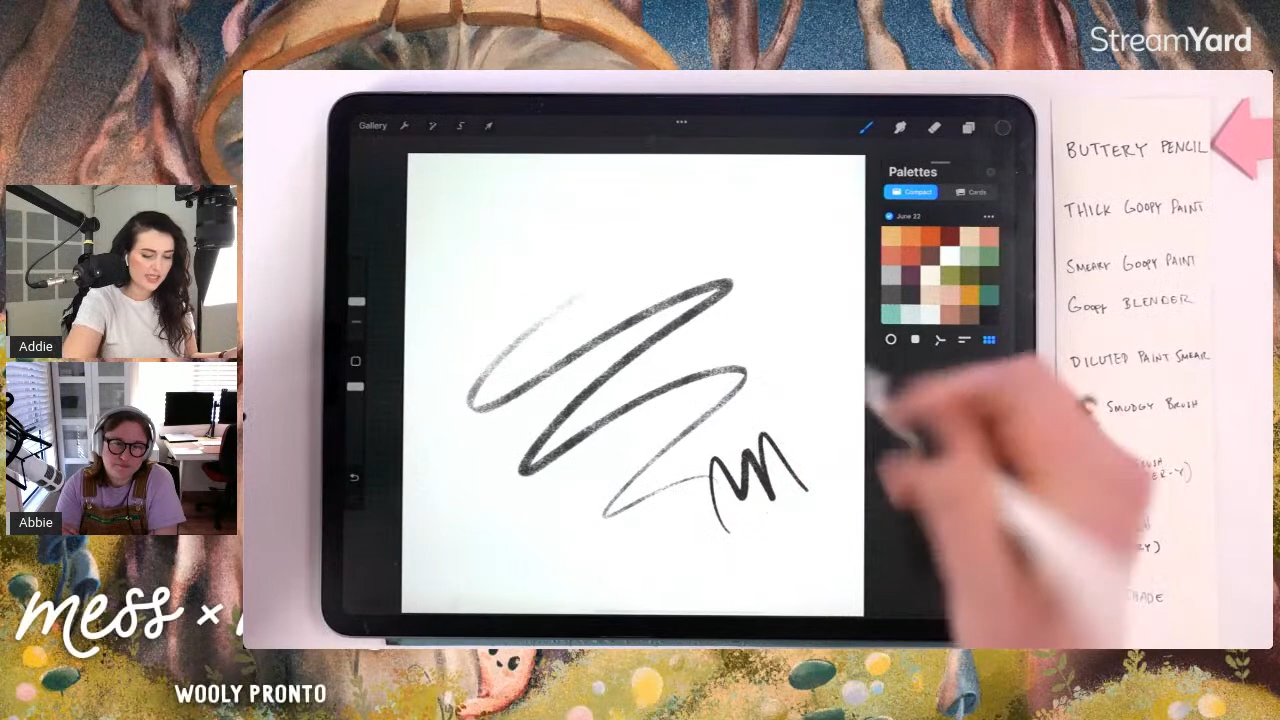 StreamYard
Gallery
Palettes
Compact
Cards
June 22
BUTTERY PENCIL
THICK GOOPY PAINT
SMEARY GOOPY PAINT
GOOPY BLENDER
DILUTED PAINT SMEAR
SMUDGY BRUSH
Addie
Abbie
mess ×
WOOLY PRONTO